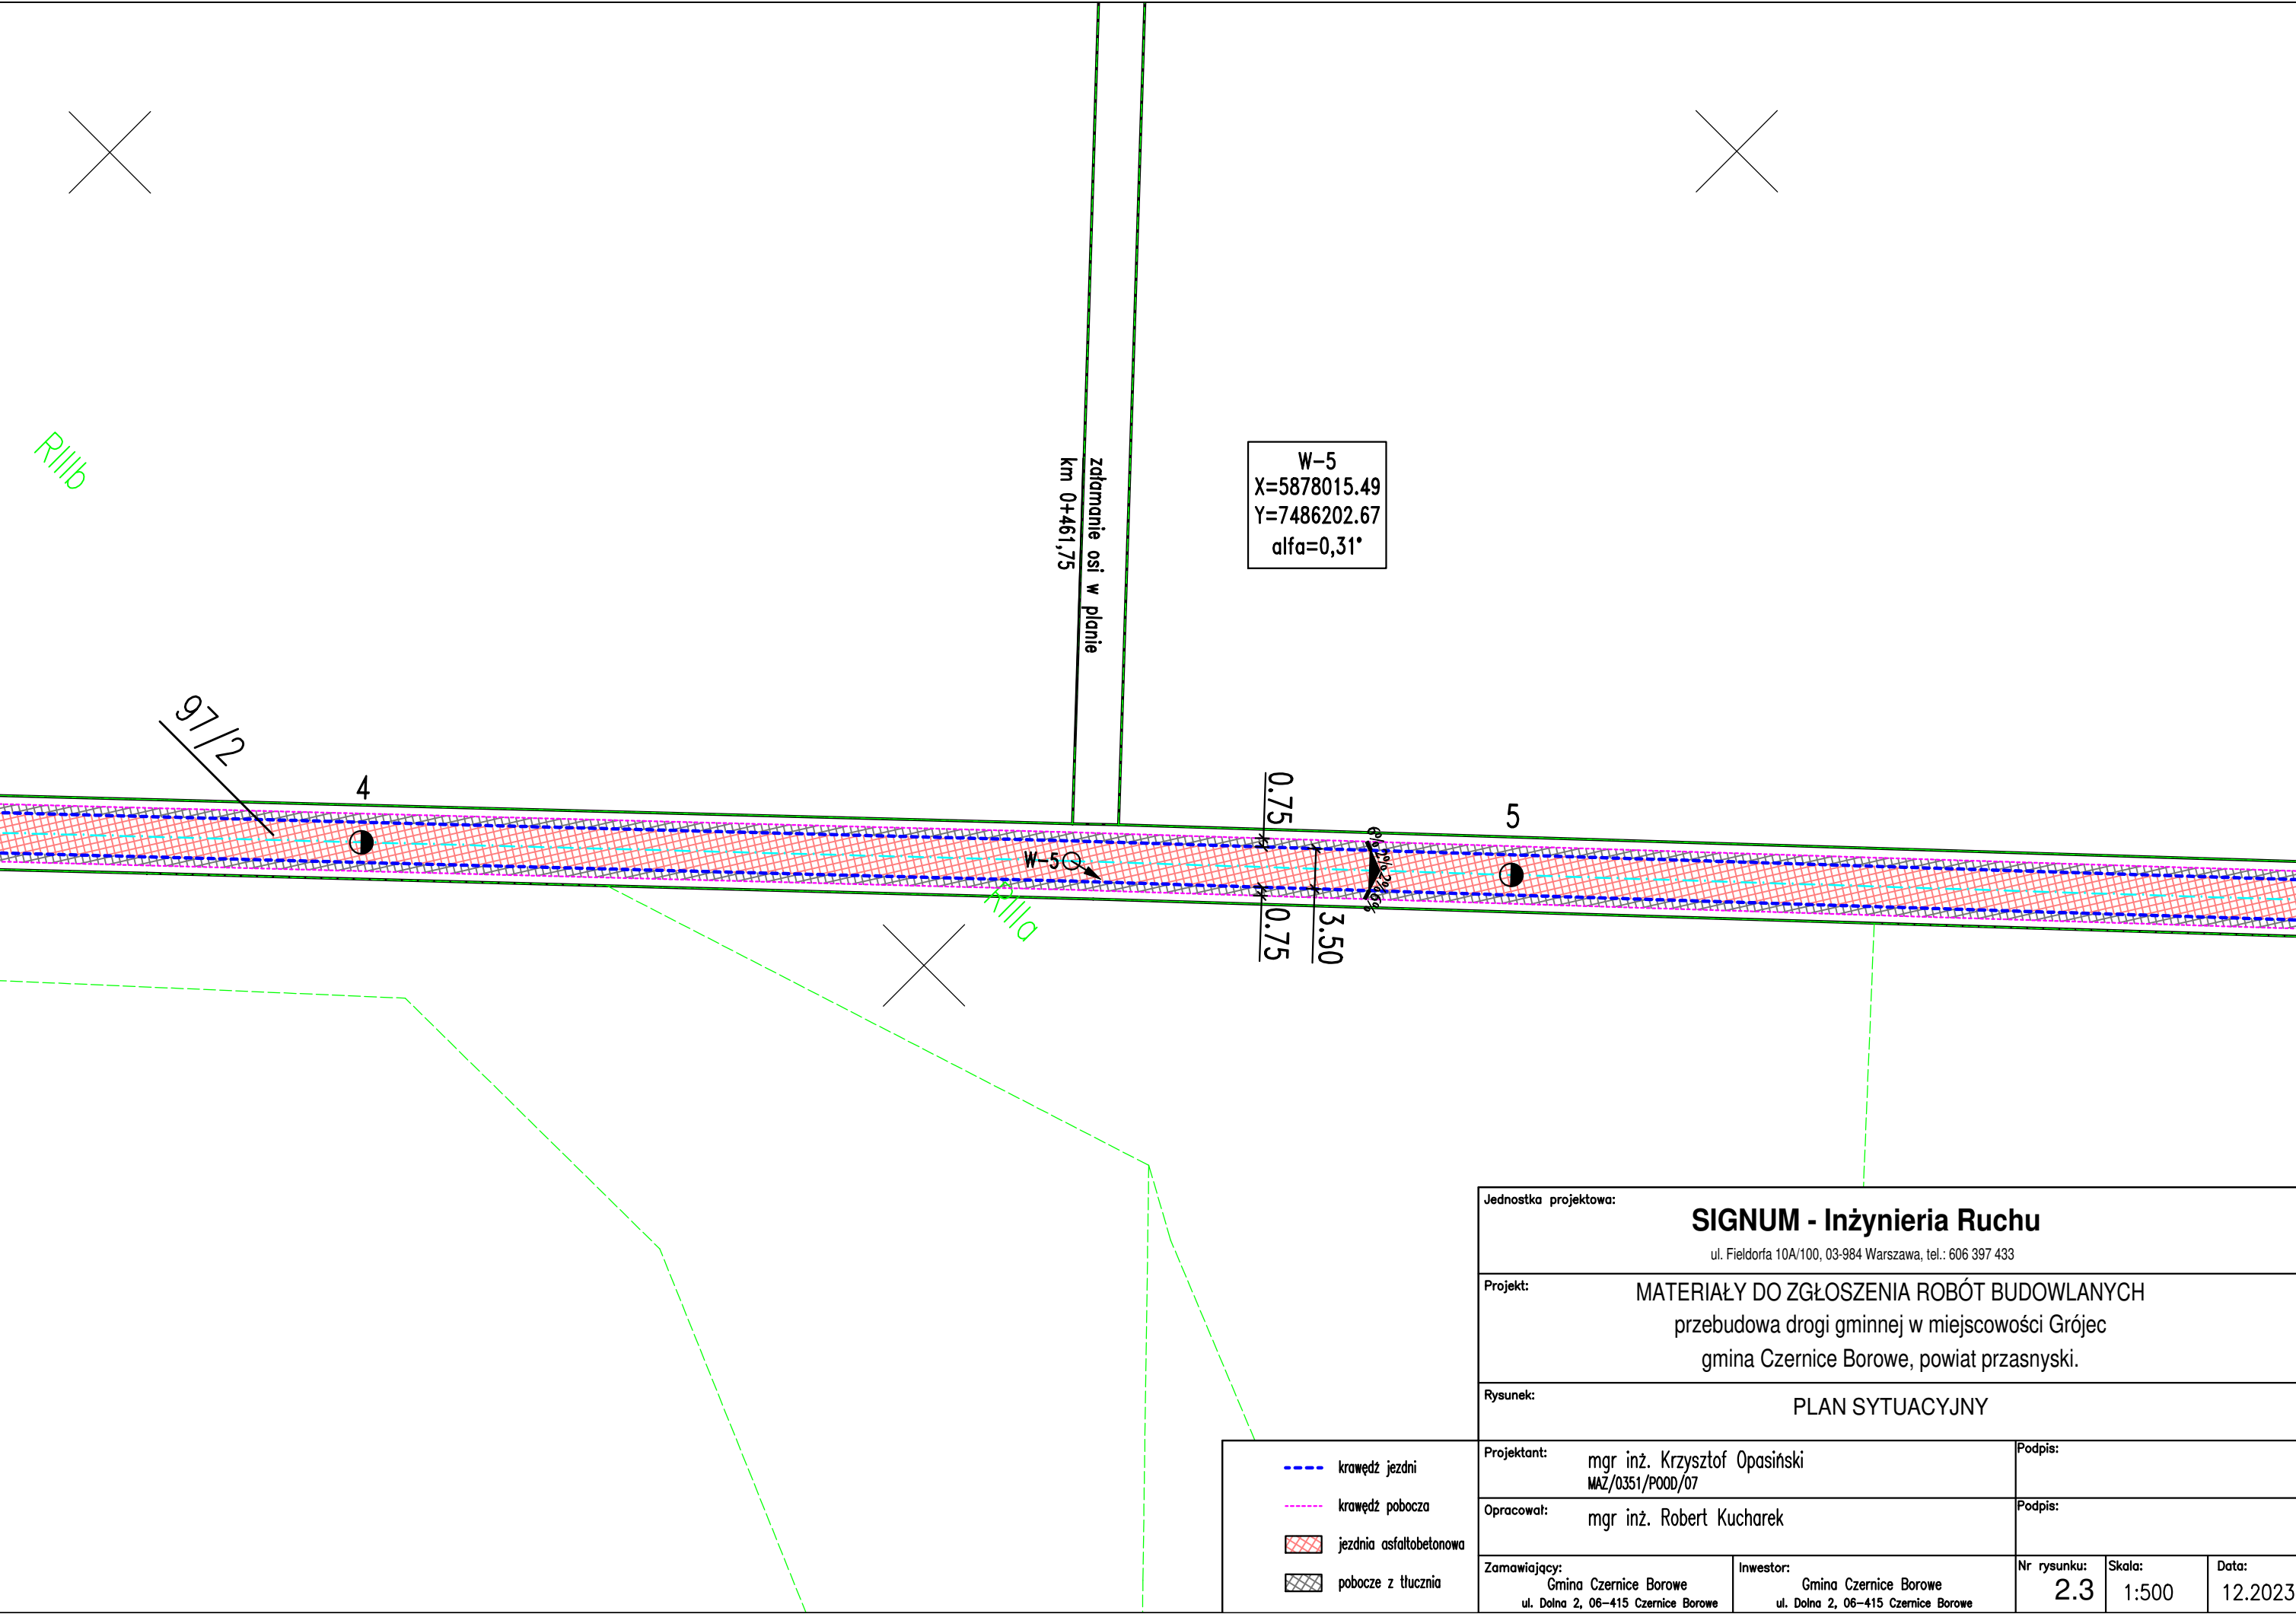 RIIIb
załamanie osi w planie
km 0+461,75
W-5
X=5878015.49
Y=7486202.67
alfa=0,31°
97/2
4
0.75
5
6%
2%
2%
6%
W-5
RIIIa
0.75
3.50
Jednostka projektowa:
SIGNUM - Inżynieria Ruchu
ul. Fieldorfa 10A/100, 03-984 Warszawa, tel.: 606 397 433
Projekt:
MATERIAŁY DO ZGŁOSZENIA ROBÓT BUDOWLANYCH
przebudowa drogi gminnej w miejscowości Grójec
gmina Czernice Borowe, powiat przasnyski.
Rysunek:
PLAN SYTUACYJNY
krawędź jezdni
krawędź pobocza
jezdnia asfaltobetonowa
pobocze z tłucznia
Projektant:
mgr inż. Krzysztof Opasiński
MAZ/0351/POOD/07
Podpis:
Opracował:
mgr inż. Robert Kucharek
Podpis:
Zamawiający:
Gmina Czernice Borowe
ul. Dolna 2, 06-415 Czernice Borowe
Inwestor:
Gmina Czernice Borowe
ul. Dolna 2, 06-415 Czernice Borowe
Nr rysunku:
2.3
Skala:
1:500
Data:
12.2023